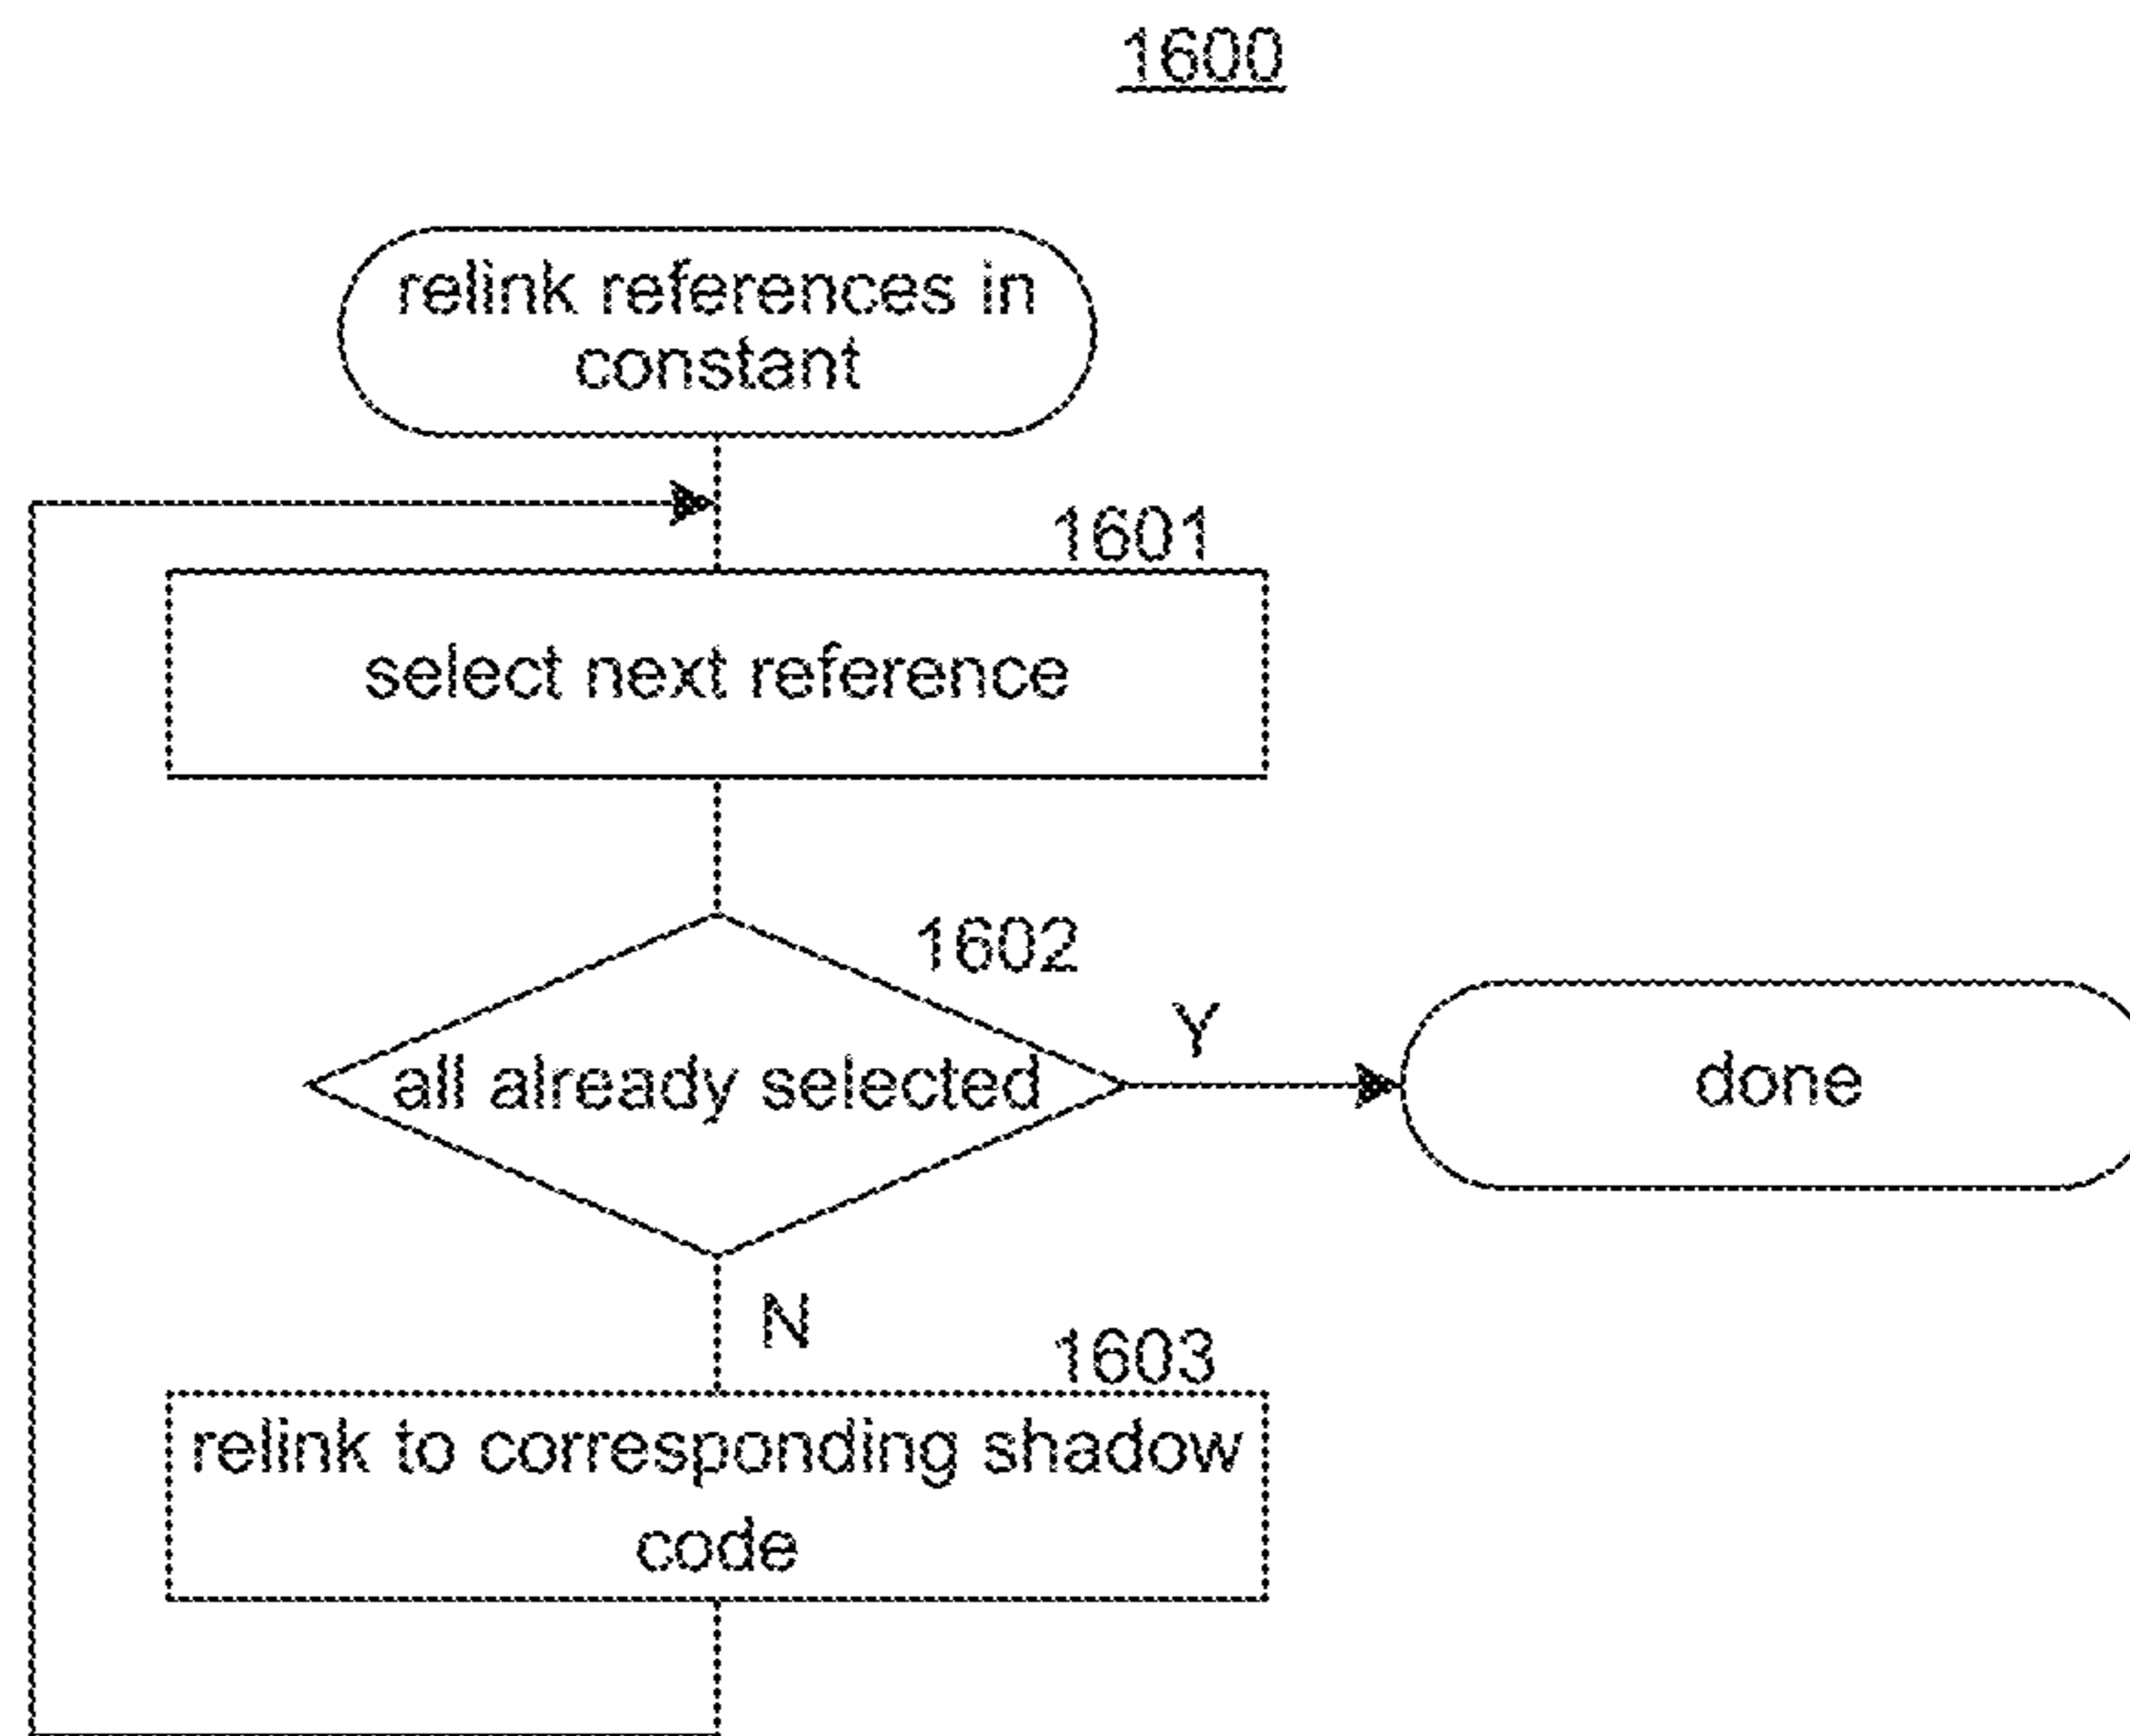 1600
relink references in
constant
1601
select next reference
1602
all already selected
Y
done
N
1603
relink to corresponding shadow
code